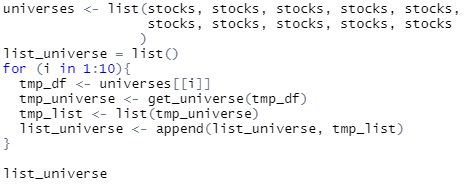 universes <- list(stocks, stocks, stocks, stocks, stocks,
stocks, stocks, stocks, stocks, stocks
)
list_universe = list()
for (i in 1:10){
tmp_df <- universes[[i]]
tmp_universe <- get_universe(tmp_df)
tmp_list <- list(tmp_universe)
list_universe <- append(list_universe, tmp_list)
}
list_universe